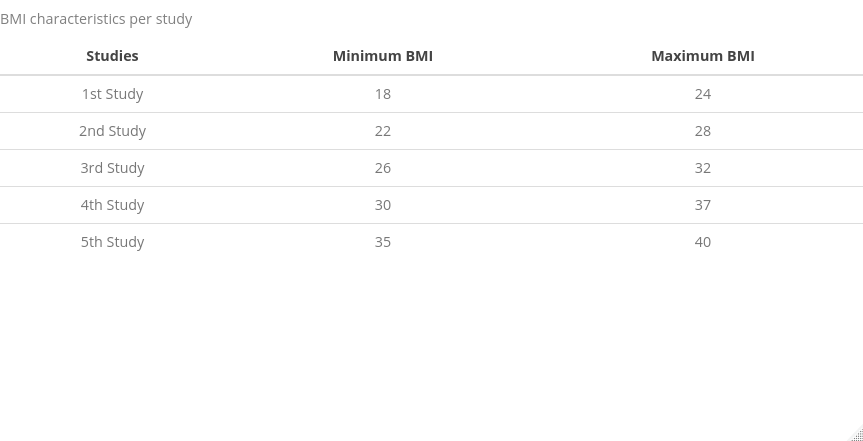 BMI characteristics per study
Studies Minimum BMI Maximum BMI
1st Study 18 24
2nd Study 22 28
3rd Study 26 32
4th Study 30 37
5th Study 35 40